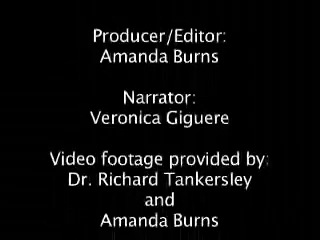 Producer/Editor:
Amanda Burns
Narrator:
Veronica Giguere
Video footage provided by:
Dr. Richard Tankersley
and
Amanda Burns